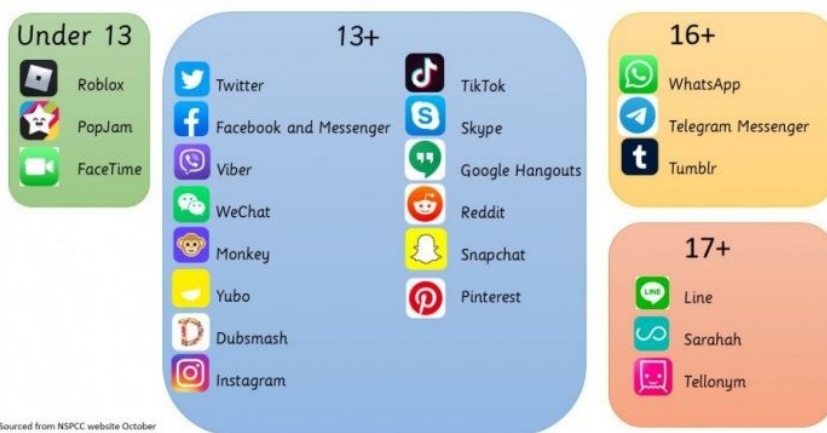 Under 13
Roblox
PopJam
FaceTime
13+
Twitter
Facebook and Messenger
Viber
WeChat
Monkey
Yubo
Dubsmash
Instagram
TikTok
Skype
Google Hangouts
Reddit
Snapchat
Pinterest
16+
WhatsApp
Telegram Messenger
Tumblr
17+
LINE
Line
Sarahah
Tellonym
Sourced from NSPCC website October